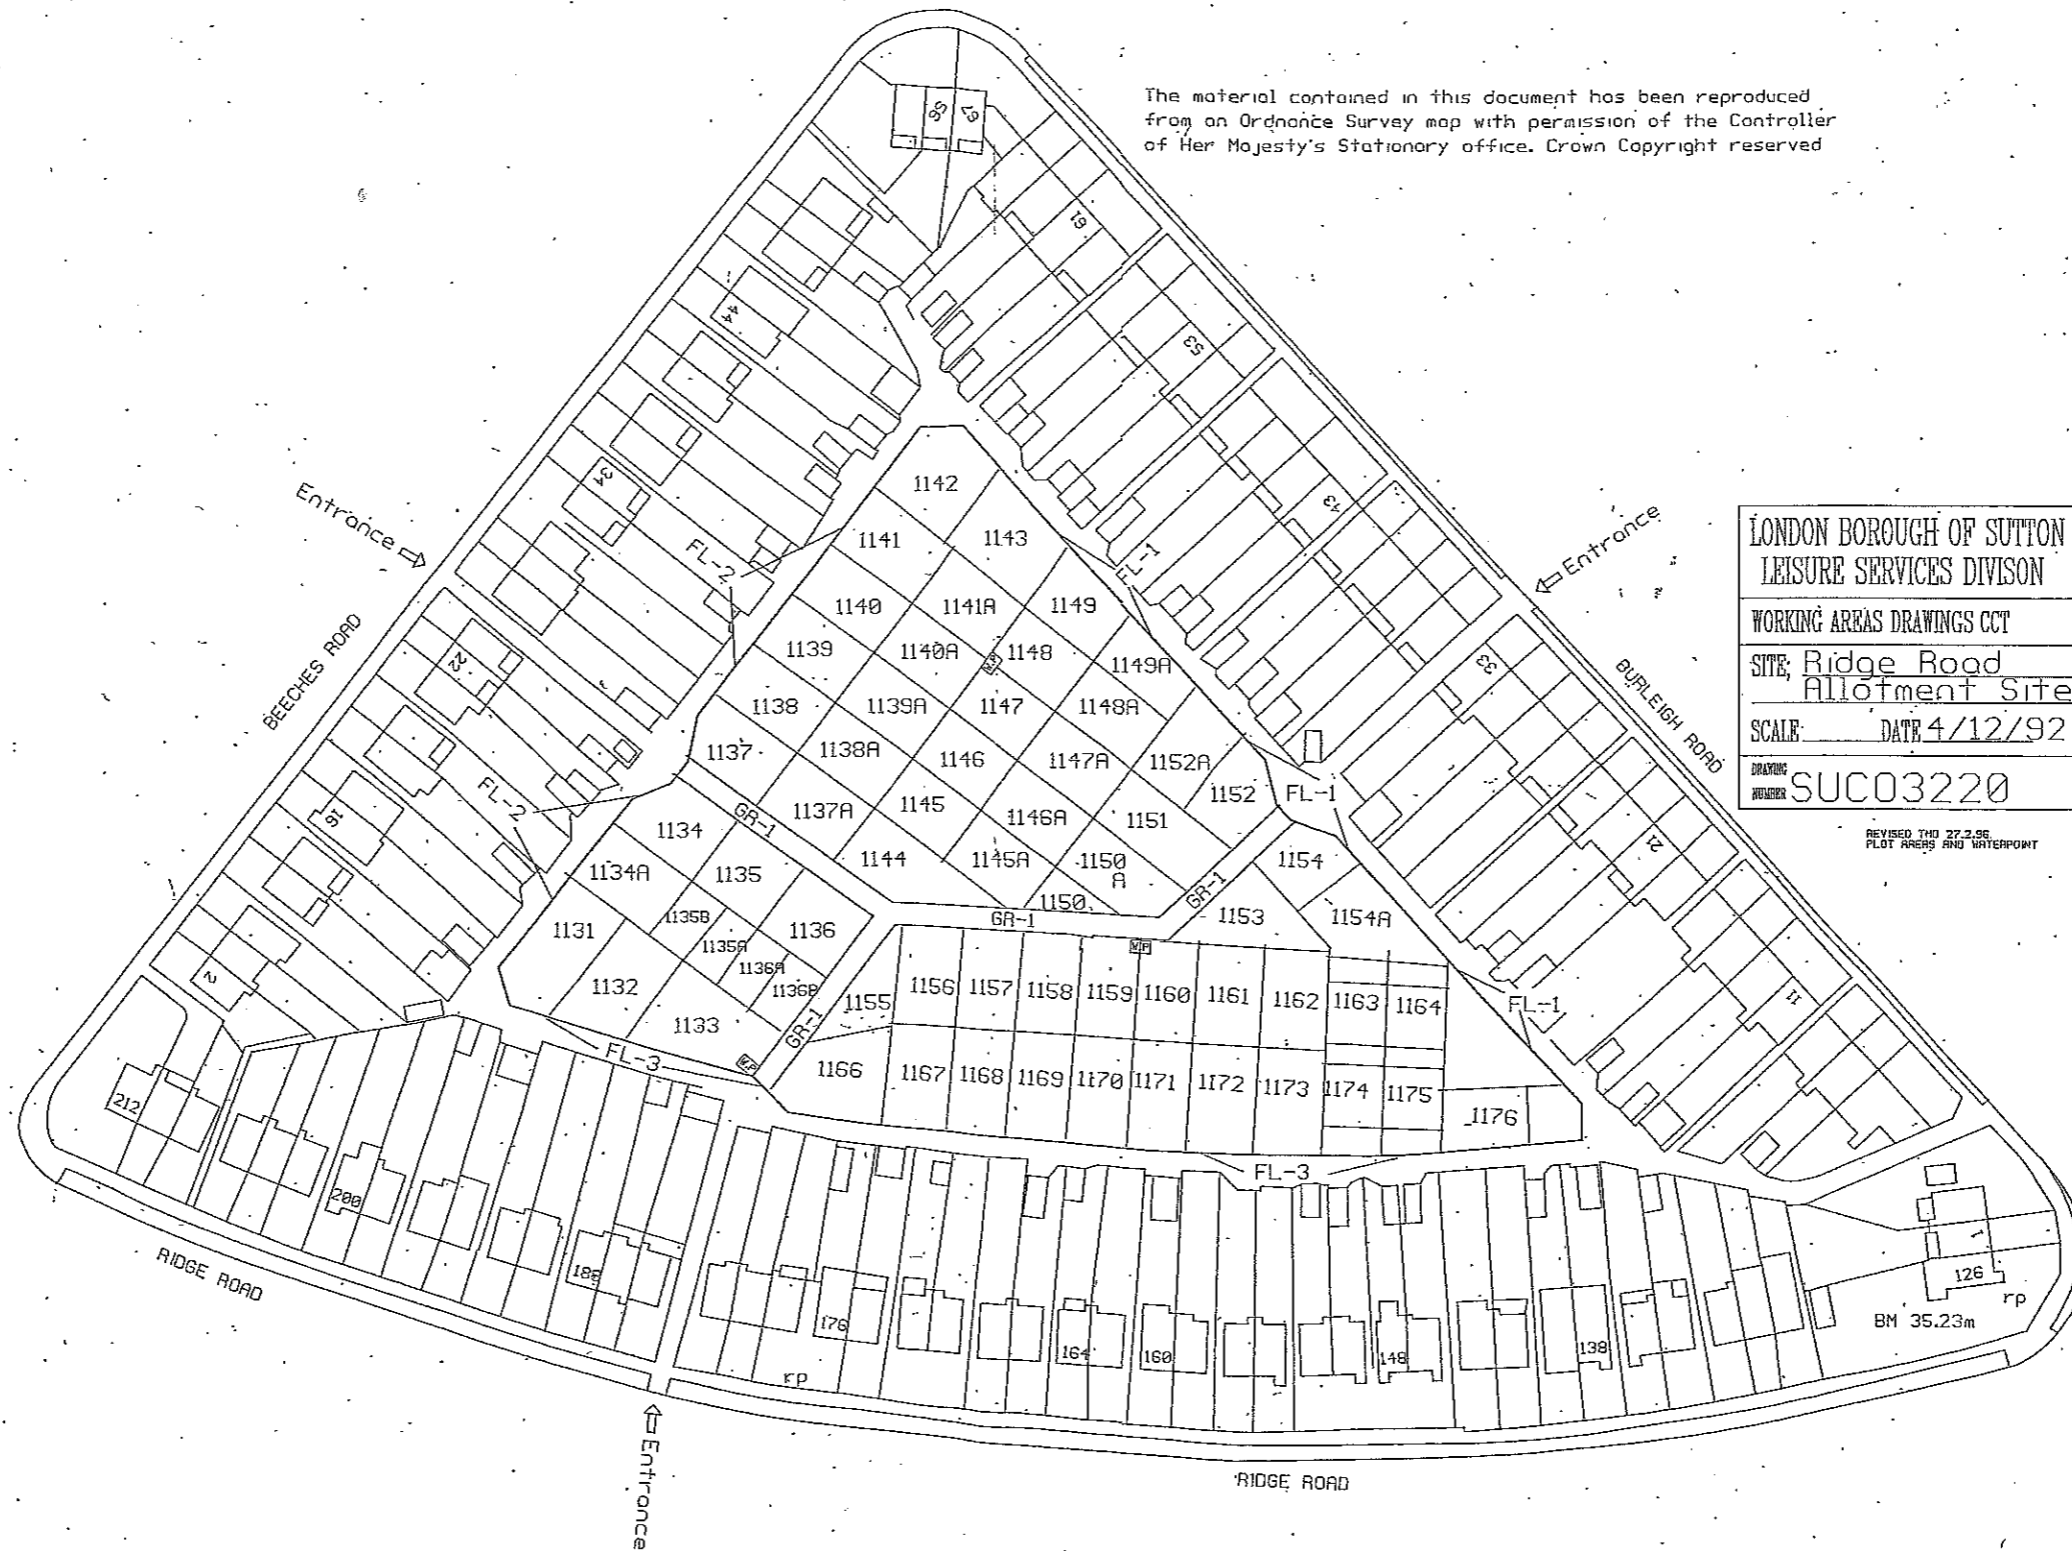 The material contained in this document has been reproduced
from an Ordnance Survey map with permission of the Controller
of Her Majesty's Stationary office. Crown Copyright reserved
LONDON BOROUGH OF SUTTON
LEISURE SERVICES DIVISON
WORKING AREAS DRAWINGS CCT
SITE; Ridge Road
Allotment Site
SCALE DATE 4/12/92
DRAWING NUMBER SUC03220
REVISED THD 27.2.96.
PLOT AREAS AND WATERPOINT
Entrance
Entrance
Entrance
BEECHES ROAD
BURLEIGH ROAD
RIDGE ROAD
RIDGE ROAD
67
61
53
43
33
21
11
1
44
34
22
16
2
212
200
188
176
164
160
148
138
126
rp
rp
BM 35.23m
FL-2
FL-2
FL-1
FL-1
FL-1
FL-3
FL-3
GR-1
GR-1
GR-1
GR-1
W.P
W.P
W.P
1142
1141
1143
1140
1141A
1149
1139
1140A
1148
1149A
1138
1139A
1147
1148A
1137
1138A
1146
1147A
1152A
1137A
1145
1146A
1151
1152
1144
1145A
1150A
1150
1134
1134A
1135
1131
1135B
1135A
1136
1136A
1136B
1132
1133
1154
1153
1154A
1155
1156
1157
1158
1159
1160
1161
1162
1163
1164
1166
1167
1168
1169
1170
1171
1172
1173
1174
1175
1176